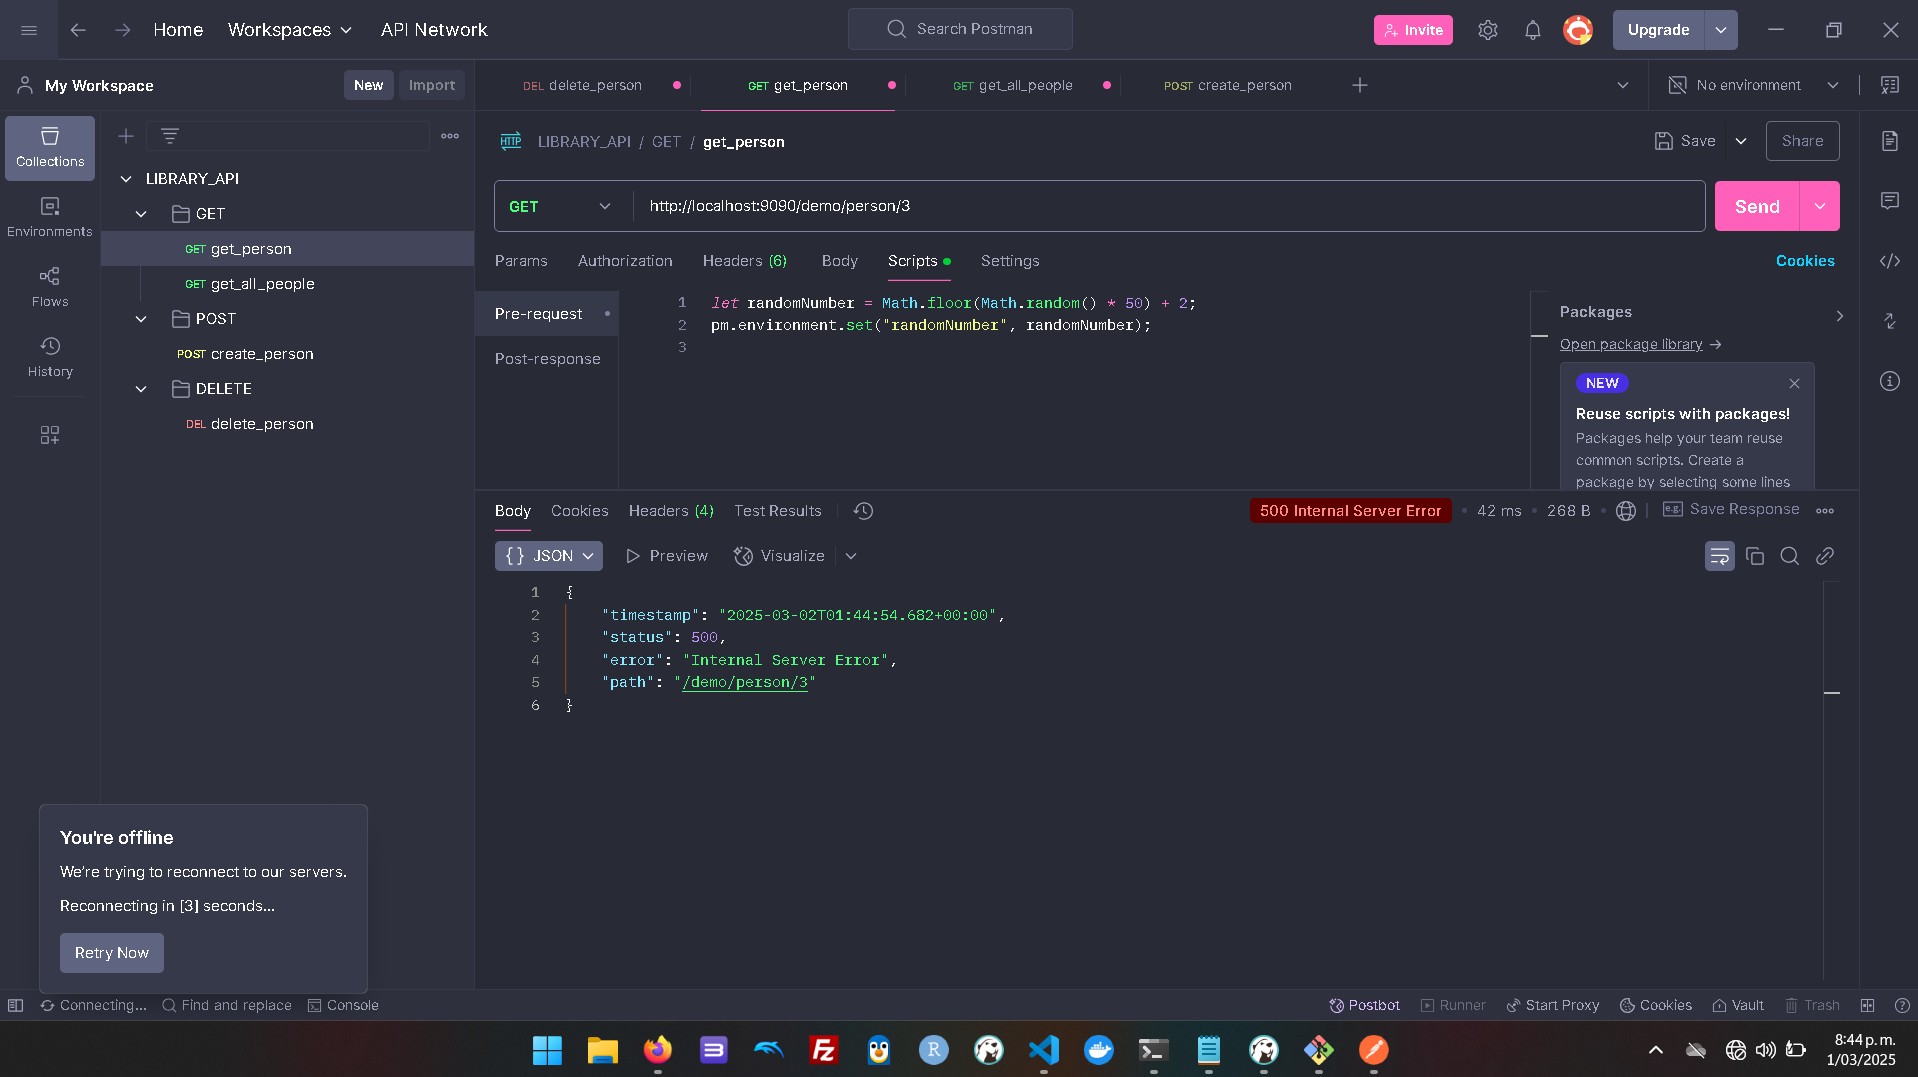 Home
Workspaces
API Network
Search Postman
Invite
Upgrade
My Workspace
New
Import
DEL delete_person
GET get_person
GET get_all_people
POST create_person
No environment
Collections
Environments
Flows
History
LIBRARY_API
GET
GET get_person
GET get_all_people
POST
POST create_person
DELETE
DEL delete_person
HTTP LIBRARY_API / GET / get_person
Save
Share
GET
http://localhost:9090/demo/person/3
Send
Params
Authorization
Headers (6)
Body
Scripts
Settings
Cookies
Pre-request
Post-response
1 let randomNumber = Math.floor(Math.random() * 50) + 2;
2 pm.environment.set("randomNumber", randomNumber);
3
Packages
Open package library →
NEW
Reuse scripts with packages!
Packages help your team reuse
common scripts. Create a
package by selecting some lines
Body
Cookies
Headers (4)
Test Results
500 Internal Server Error
42 ms
268 B
e.g. Save Response
{} JSON
Preview
Visualize
1 {
2 "timestamp": "2025-03-02T01:44:54.682+00:00",
3 "status": 500,
4 "error": "Internal Server Error",
5 "path": "/demo/person/3"
6 }
You're offline
We're trying to reconnect to our servers.
Reconnecting in [3] seconds...
Retry Now
Connecting...
Find and replace
Console
Postbot
Runner
Start Proxy
Cookies
Vault
Trash
FZ
R
8:44 p. m.
1/03/2025